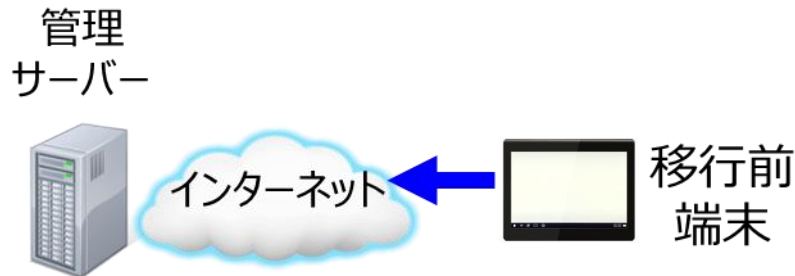 管理
サーバー
インターネット
移行前
端末